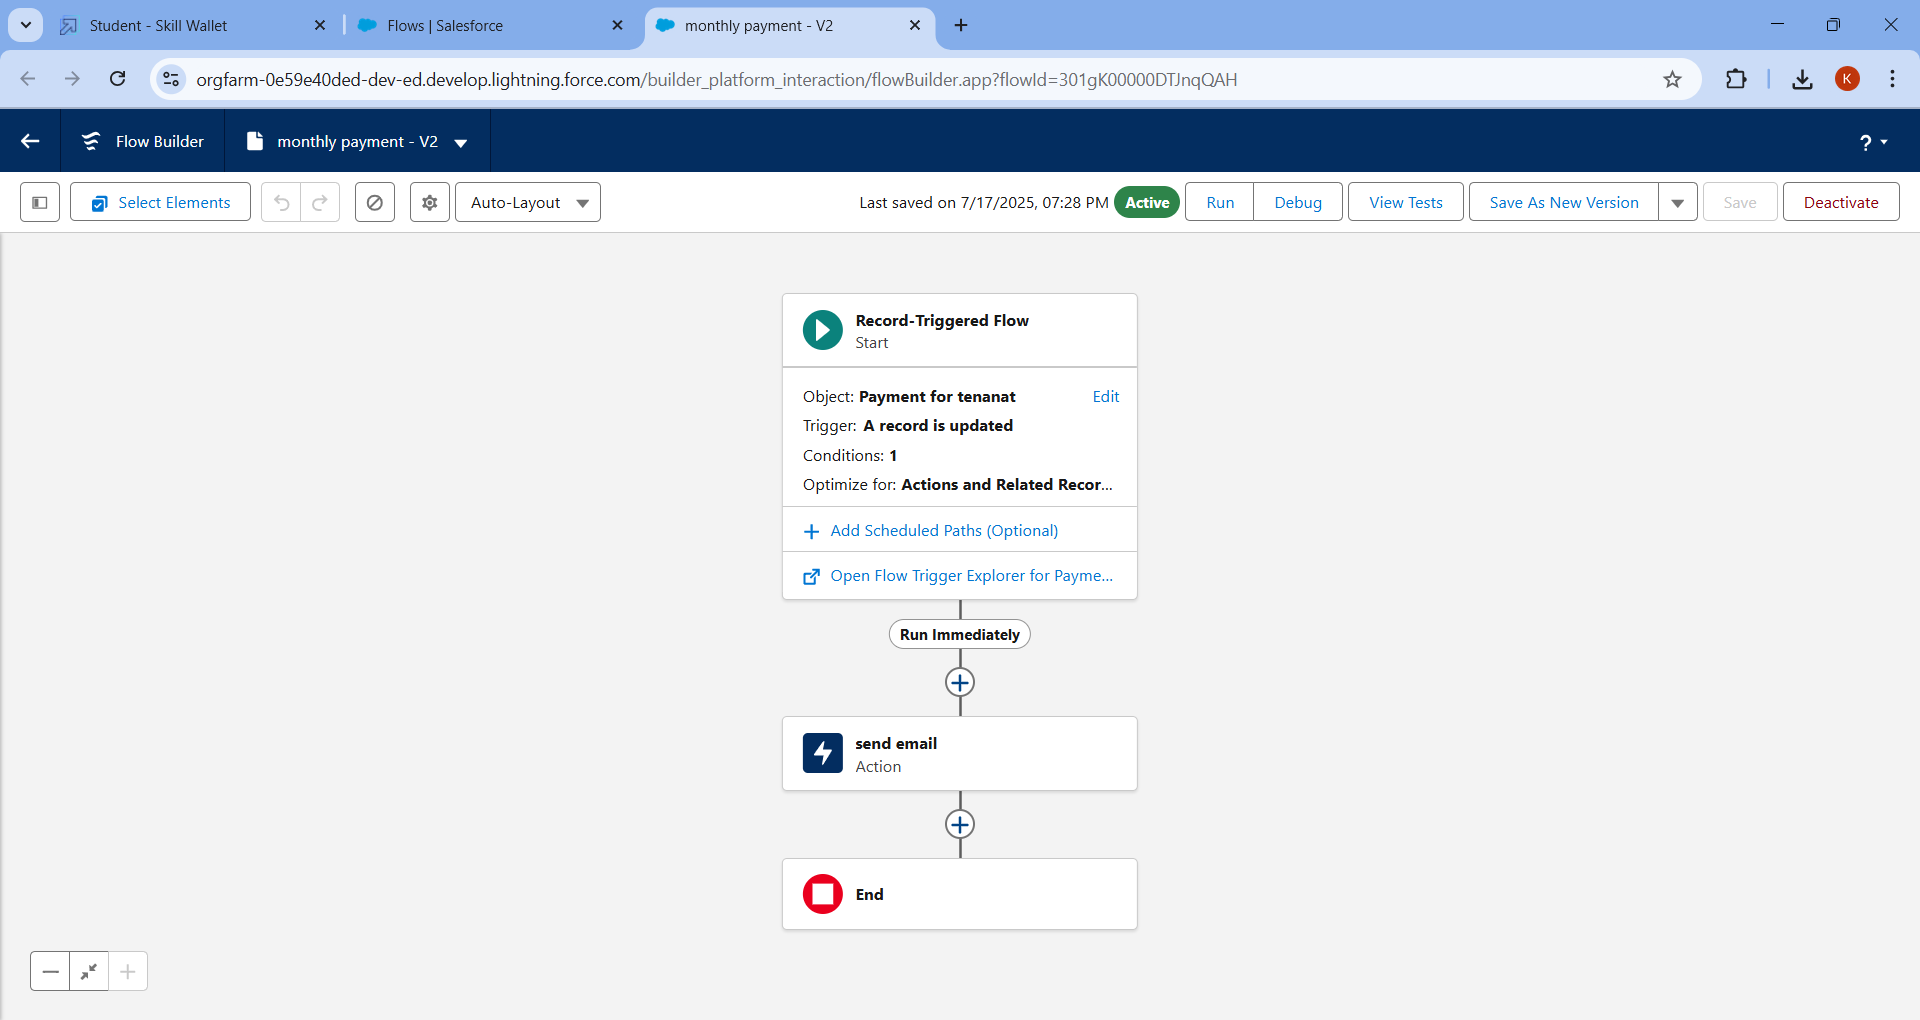 Student - Skill Wallet
Flows | Salesforce
monthly payment - V2
orgfarm-0e59e40ded-dev-ed.develop.lightning.force.com/builder_platform_interaction/flowBuilder.app?flowId=301gK00000DTJnqQAH
K
Flow Builder
monthly payment - V2
?
Select Elements
Auto-Layout
Last saved on 7/17/2025, 07:28 PM
Active
Run
Debug
View Tests
Save As New Version
Save
Deactivate
Record-Triggered Flow
Start
Object: Payment for tenanat
Edit
Trigger: A record is updated
Conditions: 1
Optimize for: Actions and Related Recor...
Add Scheduled Paths (Optional)
Open Flow Trigger Explorer for Payme...
Run Immediately
send email
Action
End